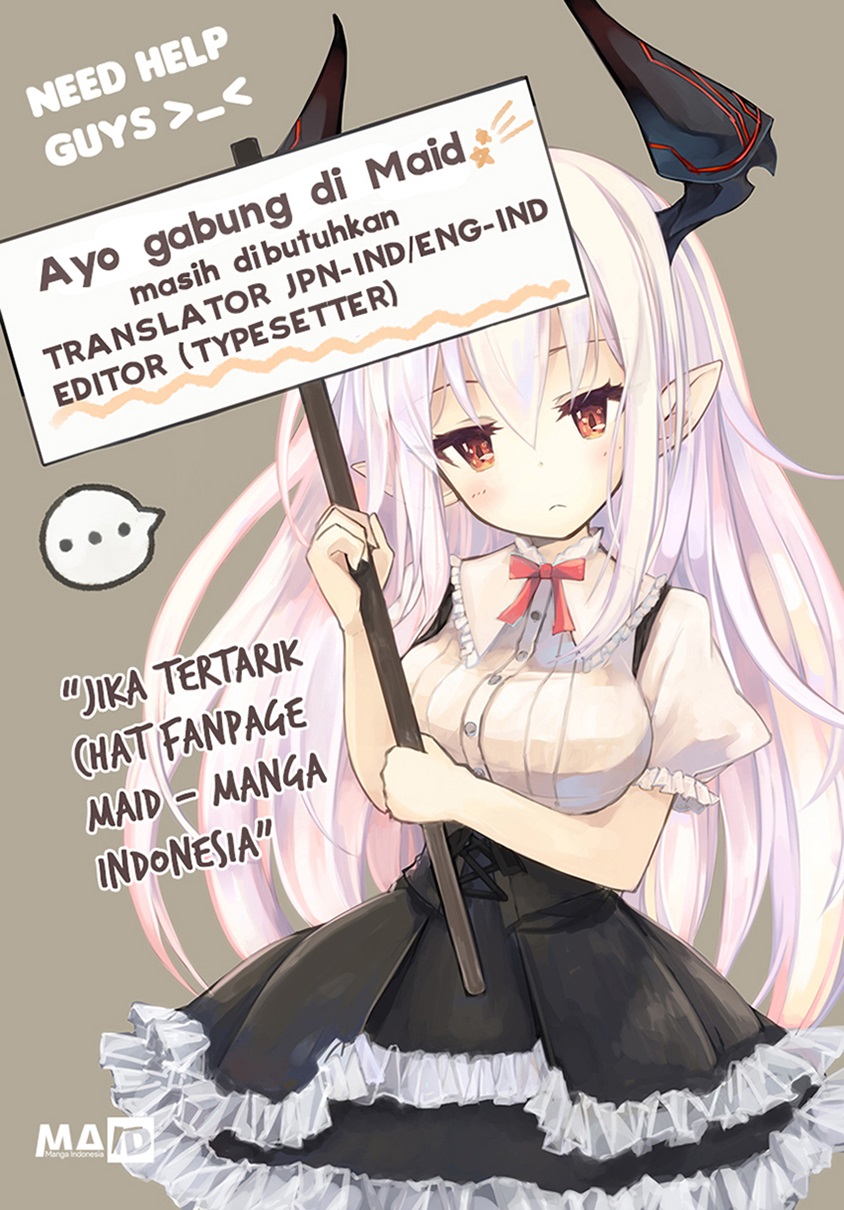 NEED HELP
GUYS >_<
Ayo gabung di Maid
masih dibutuhkan
TRANSLATOR JPN-IND/ENG-IND
EDITOR (TYPESETTER)
"JIKA TERTARIK
CHAT FANPAGE
MAID – MANGA
INDONESIA"
MAID
Manga Indonesia